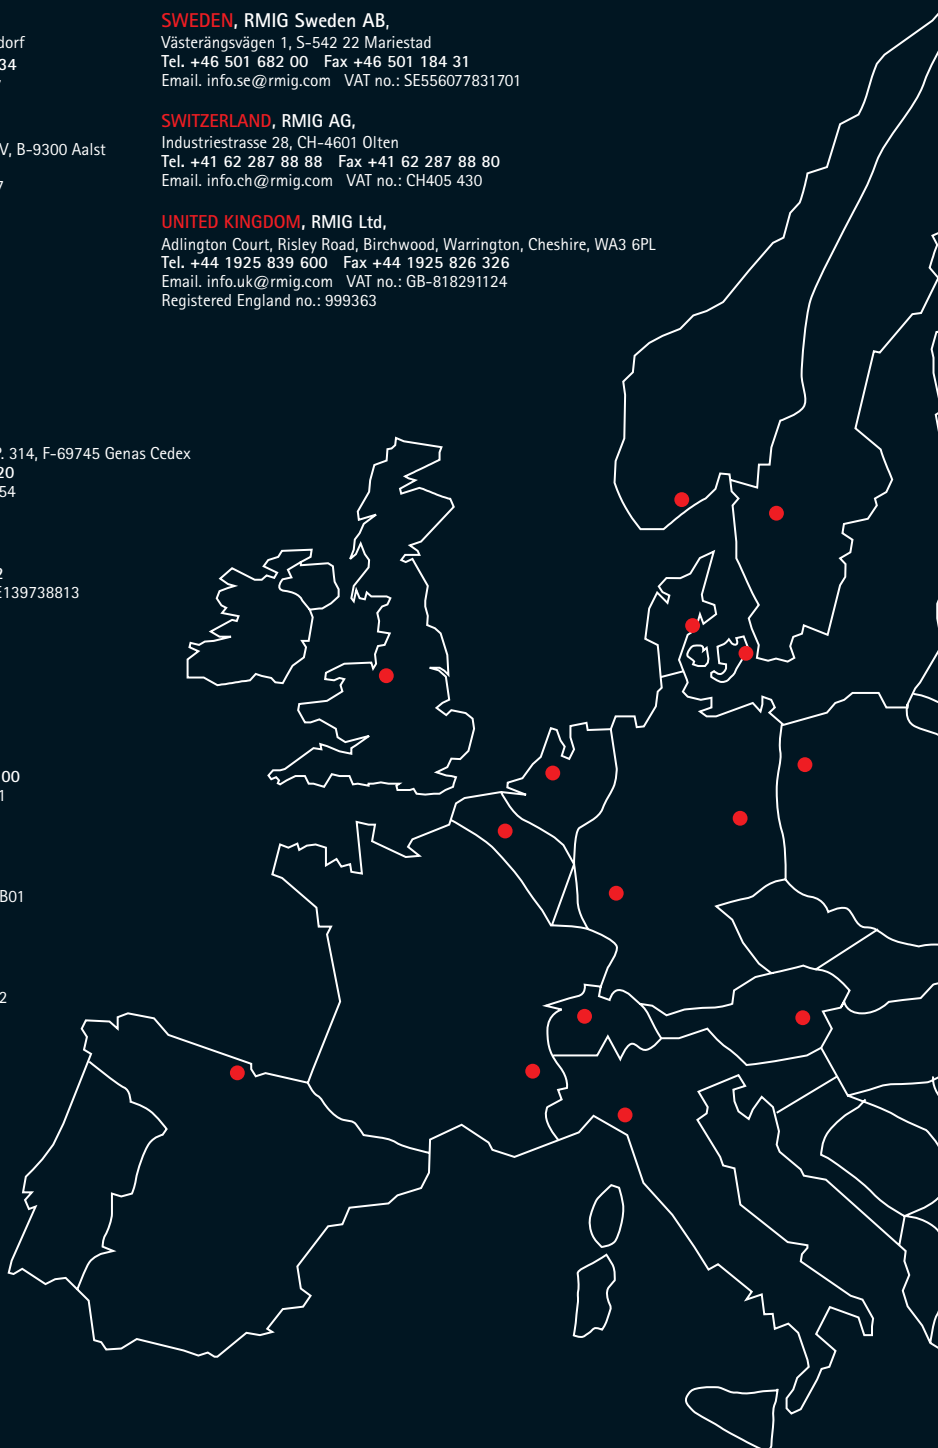 dorf
34
V, B-9300 Aalst
7
314, F-69745 Genas Cedex
20
54
2
E139738813
00
1
B01
2
SWEDEN, RMIG Sweden AB,
Västerängsvägen 1, S-542 22 Mariestad
Tel. +46 501 682 00 Fax +46 501 184 31
Email. info.se@rmig.com VAT no.: SE556077831701
SWITZERLAND, RMIG AG,
Industriestrasse 28, CH-4601 Olten
Tel. +41 62 287 88 88 Fax +41 62 287 88 80
Email. info.ch@rmig.com VAT no.: CH405 430
UNITED KINGDOM, RMIG Ltd,
Adlington Court, Risley Road, Birchwood, Warrington, Cheshire, WA3 6PL
Tel. +44 1925 839 600 Fax +44 1925 826 326
Email. info.uk@rmig.com VAT no.: GB-818291124
Registered England no.: 999363